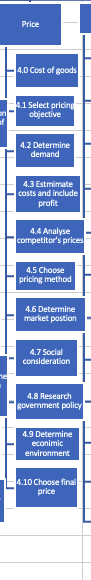 Price
4.0 Cost of goods
4.1 Select pricing
objective
4.2 Determine
demand
4.3 Estmimate
costs and include
profit
4.4 Analyse
competitor's prices
4.5 Choose
pricing method
4.6 Determine
market postion
4.7 Social
consideration
4.8 Research
government policy
4.9 Determine
econimic
environment
4.10 Choose final
price